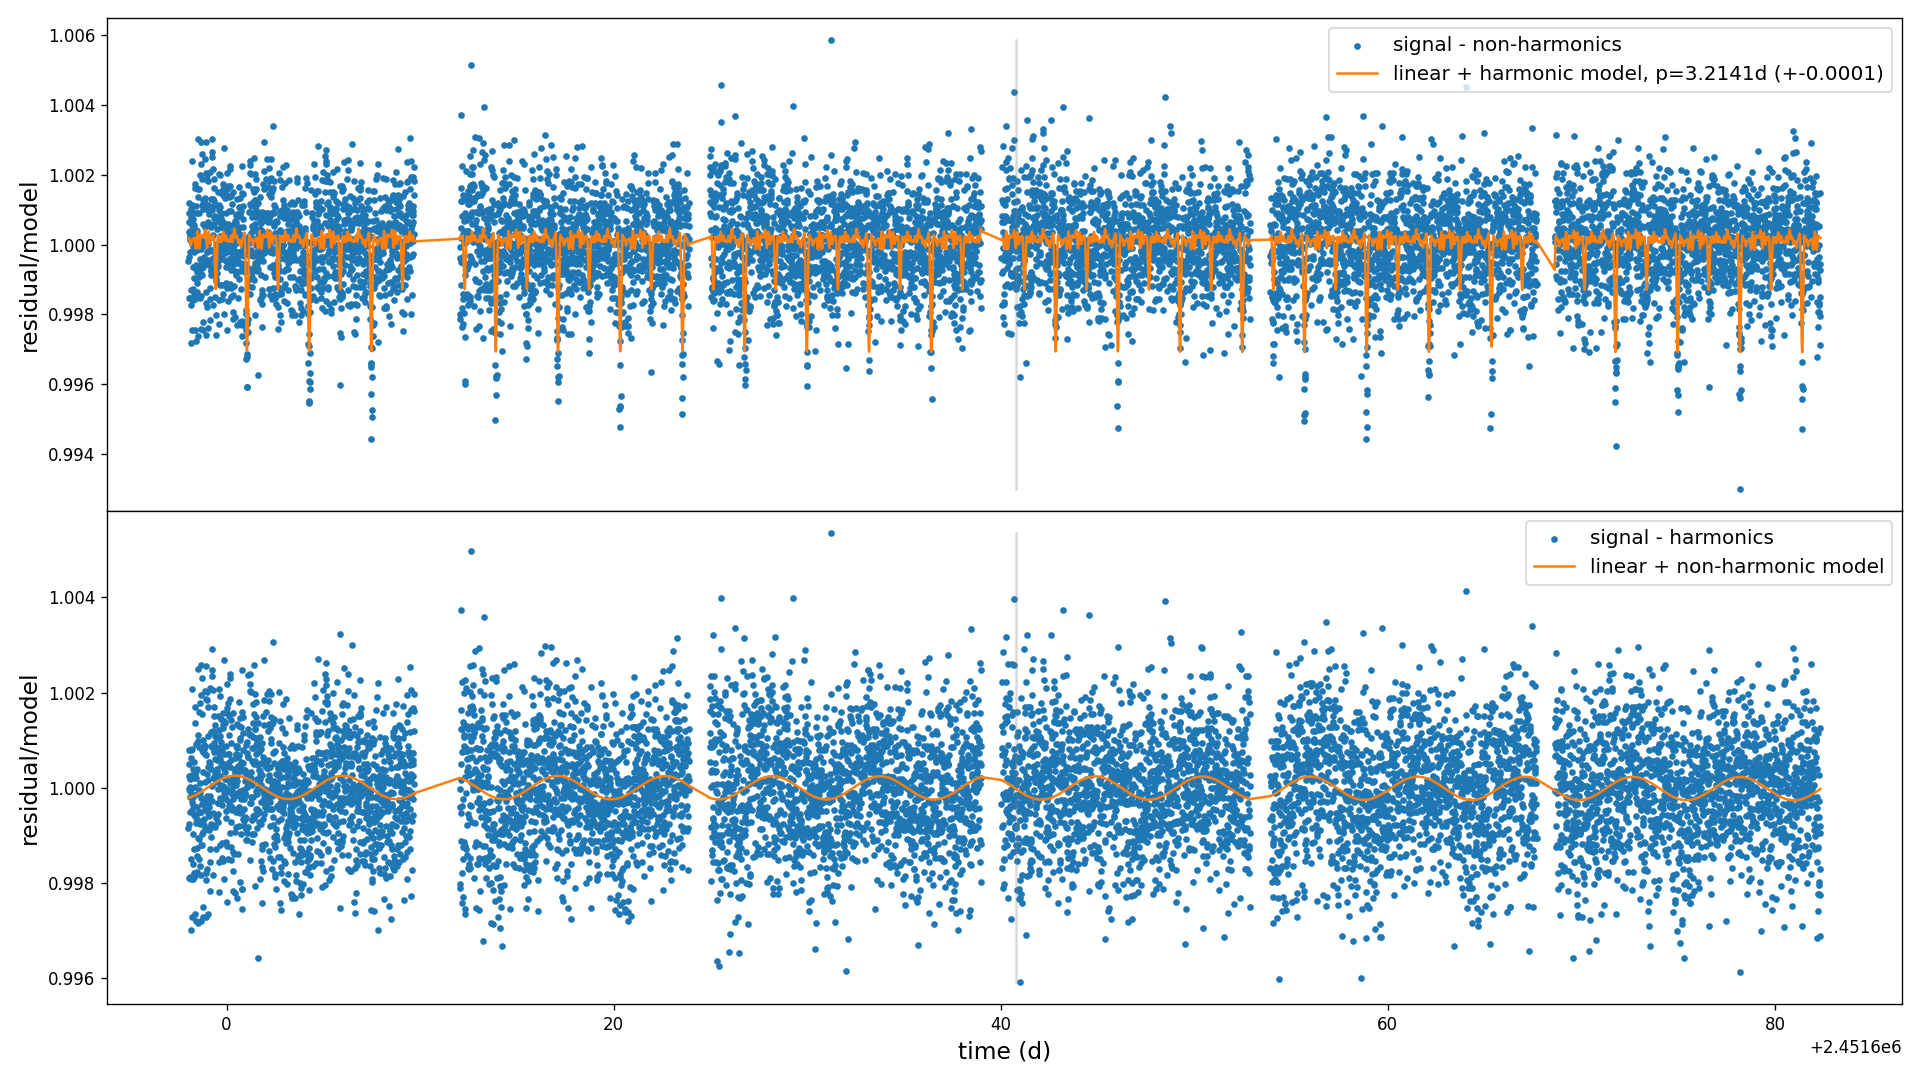 1.006
1.004
1.002
1.000
0.998
0.996
0.994
residual/model
signal - non-harmonics
linear + harmonic model, p=3.2141d (+-0.0001)
1.004
1.002
1.000
0.998
0.996
residual/model
signal - harmonics
linear + non-harmonic model
0
20
40
60
80
time (d)
+2.4516e6